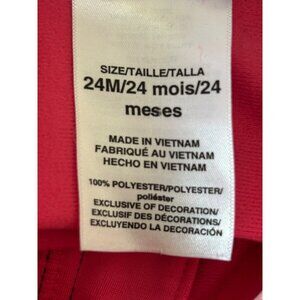 SIZE/TAILLE/TALLA
24M/24 mois/24
meses
MADE IN VIETNAM
FABRIQUÉ AU VIETNAM
HECHO EN VIETNAM
100% POLYESTER/POLYESTER/
poliéster
EXCLUSIVE OF DECORATION/
EXCLUSIF DES DÉCORATIONS/
EXCLUYENDO LA DECORACIÓN